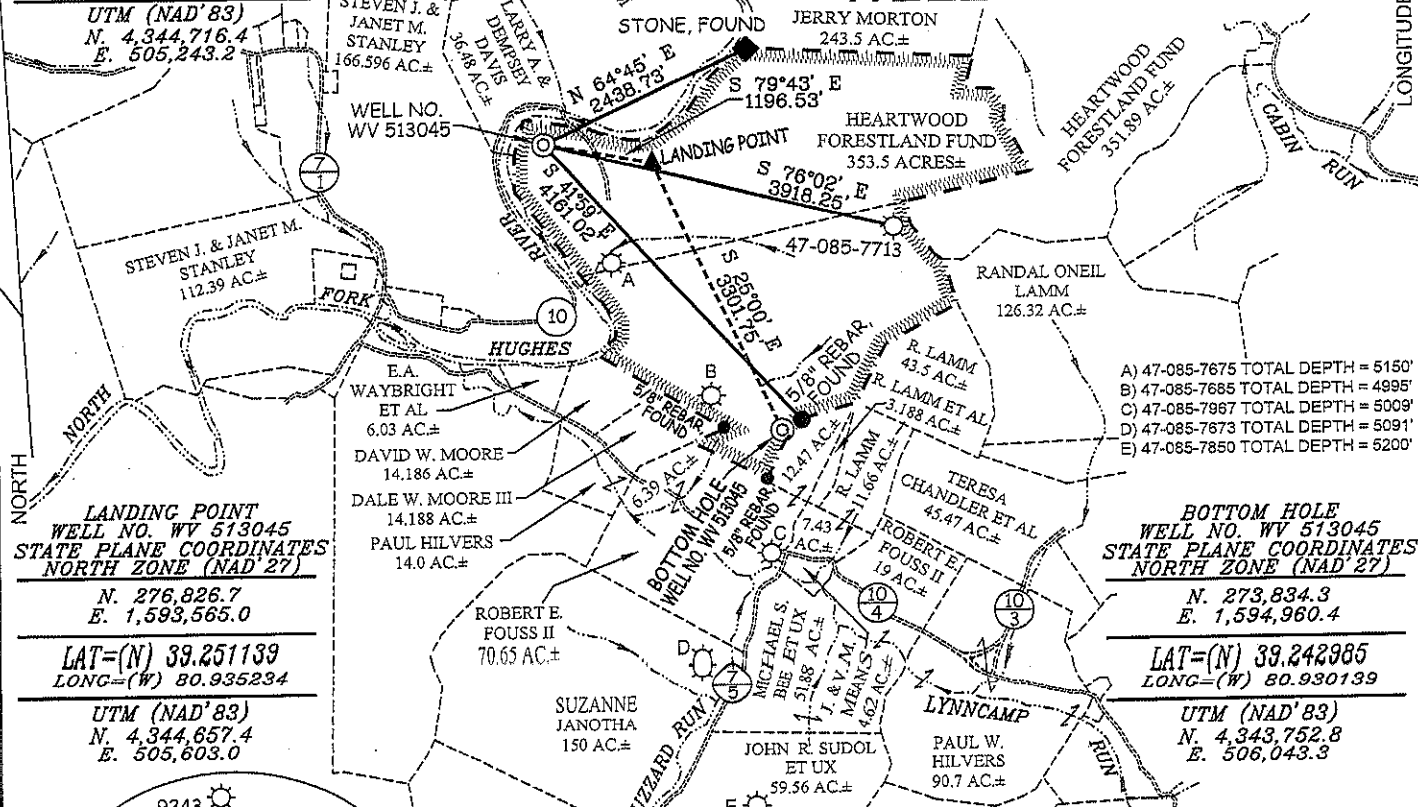 UTM (NAD'83)
N. 4,344,716.4
E. 505,243.2
STEVEN J. &
JANET M.
STANLEY
166.596 AC.±
LARRY A. &
DEMPSEY
DAVIS
36.48 AC.±
STONE, FOUND
JERRY MORTON
243.5 AC.±
LONGITUDE
N 64°45' E
2438.73'
S 79°43' E
1196.53'
WELL NO.
WV 513045
HEARTWOOD
FORESTLAND FUND
353.5 ACRES±
HEARTWOOD
FORESTLAND FUND
351.89 AC.±
CABIN
RUN
LANDING POINT
7
1
S 76°02' E
3918.25'
S 41°59' E
4161.02'
RIVER
47-085-7713
STEVEN J. & JANET M.
STANLEY
112.39 AC.±
A
S 25°00' E
3301.75'
RANDAL ONEIL
LAMM
126.32 AC.±
FORK
10
HUGHES
5/8" REBAR,
FOUND
R. LAMM
43.5 AC.±
R. LAMM ET AL
3.188 AC.±
E.A.
WAYBRIGHT
ET AL
6.03 AC.±
B
5/8" REBAR,
FOUND
A) 47-085-7675 TOTAL DEPTH = 5150'
B) 47-085-7665 TOTAL DEPTH = 4995'
C) 47-085-7967 TOTAL DEPTH = 5009'
D) 47-085-7673 TOTAL DEPTH = 5091'
E) 47-085-7850 TOTAL DEPTH = 5200'
NORTH
DAVID W. MOORE
14.186 AC.±
12.47 AC.±
R. LAMM
11.66 AC.±
NORTH
DALE W. MOORE III
14.188 AC.±
6.39 AC.±
TERESA
CHANDLER ET AL
45.47 AC.±
PAUL HILVERS
14.0 AC.±
BOTTOM HOLE
WELL NO. WV 513045
5/8" REBAR,
FOUND
C
7.43
AC.±
ROBERT E.
FOUSS II
19 AC.±
LANDING POINT
WELL NO. WV 513045
STATE PLANE COORDINATES
NORTH ZONE (NAD'27)
N. 276,826.7
E. 1,593,565.0
LAT=(N) 39.251139
LONG=(W) 80.935234
UTM (NAD'83)
N. 4,344,657.4
E. 505,603.0
BOTTOM HOLE
WELL NO. WV 513045
STATE PLANE COORDINATES
NORTH ZONE (NAD'27)
N. 273,834.3
E. 1,594,960.4
LAT=(N) 39.242985
LONG=(W) 80.930139
UTM (NAD'83)
N. 4,343,752.8
E. 506,043.3
ROBERT E.
FOUSS II
70.65 AC.±
10
4
10
3
D
7
5
MICHAEL S.
BEE ET UX
51.88 AC.±
J. & V. M.
MEANS
4.62 AC.±
SUZANNE
JANOTHA
150 AC.±
LYNNCAMP
RUN
JOHN R. SUDOL
ET UX
59.56 AC.±
PAUL W.
HILVERS
90.7 AC.±
RUN
9243